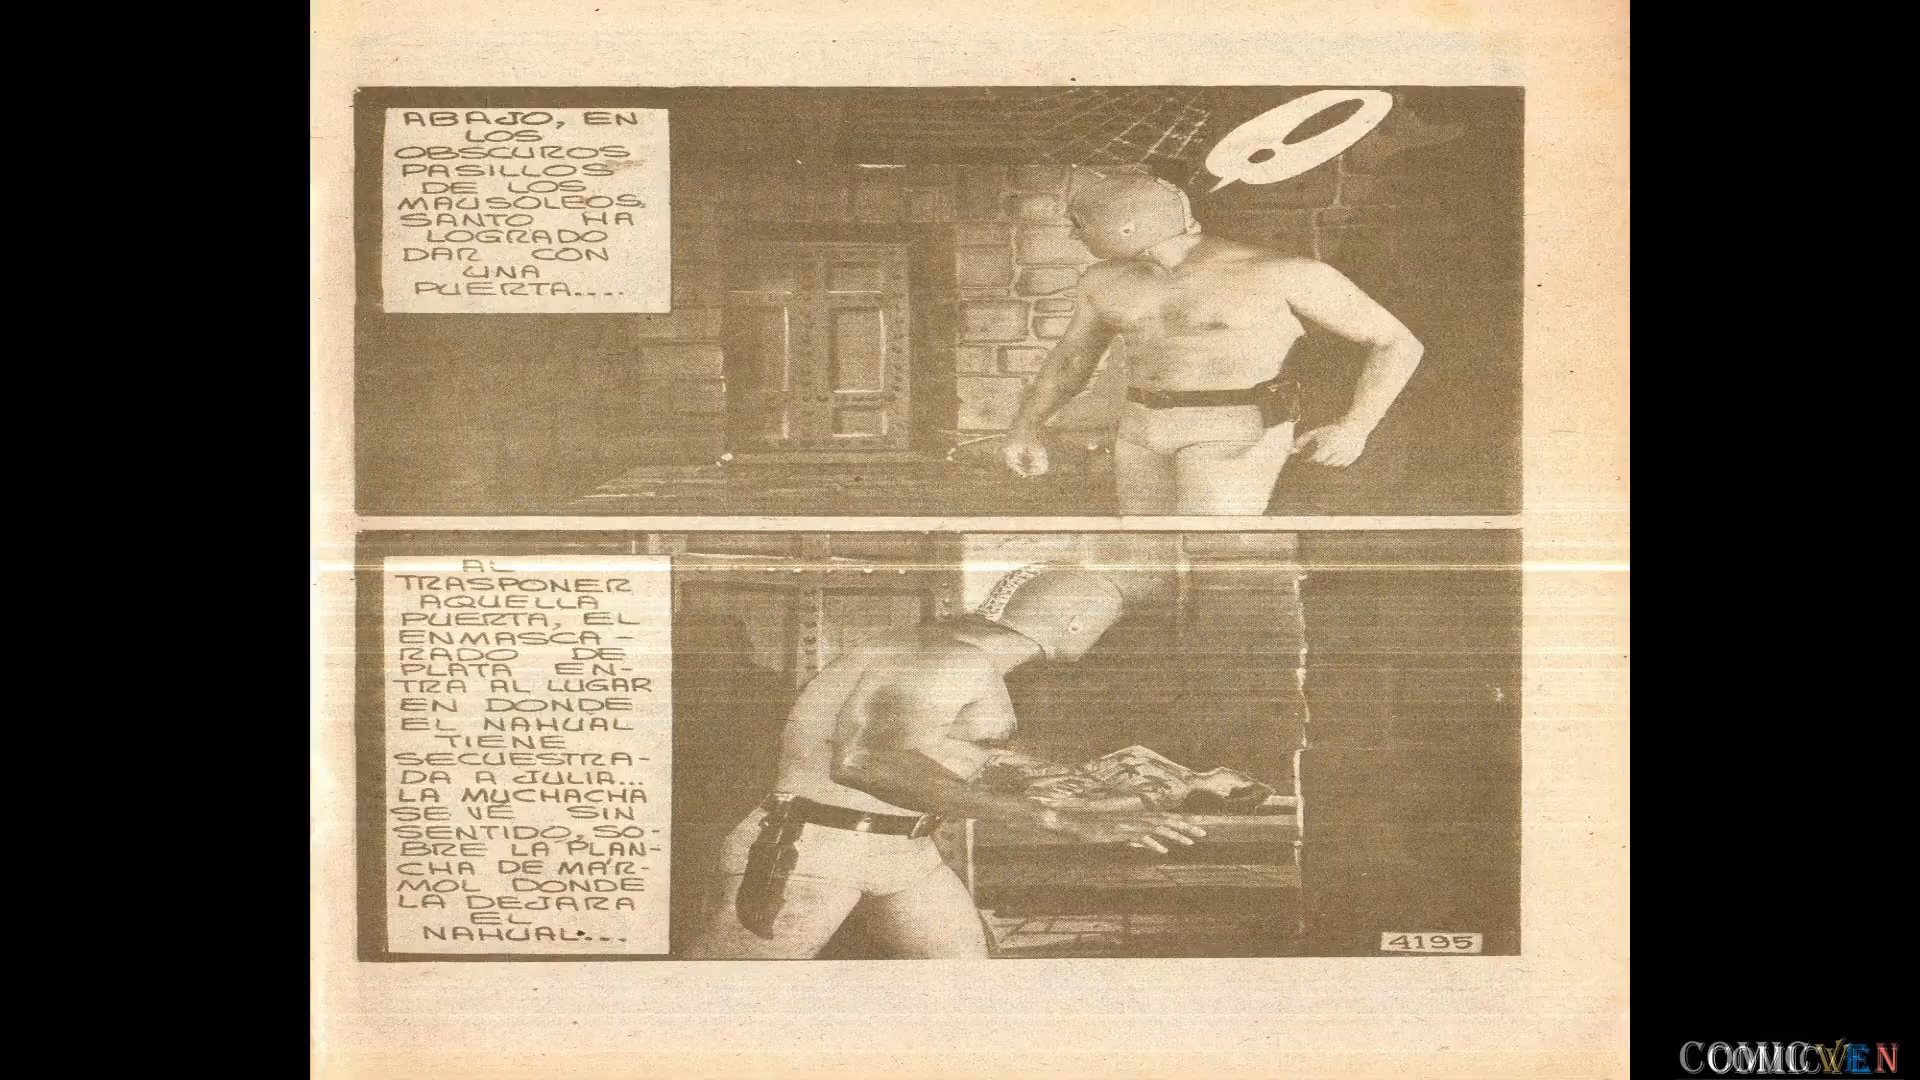 ABAJO, EN
LOS
OBSCUROS
PASILLOS
DE LOS
MAUSOLEOS,
SANTO HA
LOGRADO
DAR CON
UNA
PUERTA....
!
AL
TRASPONER
AQUELLA
PUERTA, EL
ENMASCA-
RADO DE
PLATA EN-
TRA AL LUGAR
EN DONDE
EL NAHUAL
TIENE
SECUESTRA-
DA A JULIA...
LA MUCHACHA
SE VE SIN
SENTIDO, SO-
BRE LA PLAN-
CHA DE MÁR-
MOL DONDE
LA DEJARA
EL
NAHUAL...
4195
COMICVEN